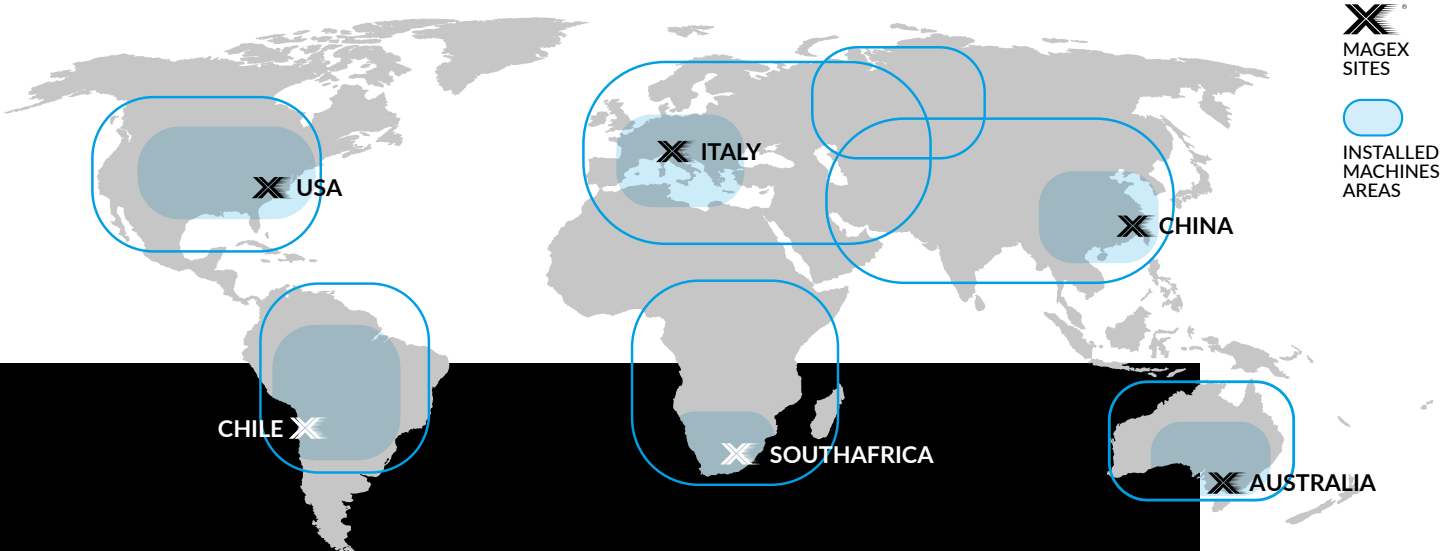 ®
MAGEX
SITES
INSTALLED
MACHINES
AREAS
USA
ITALY
CHINA
CHILE
SOUTHAFRICA
AUSTRALIA